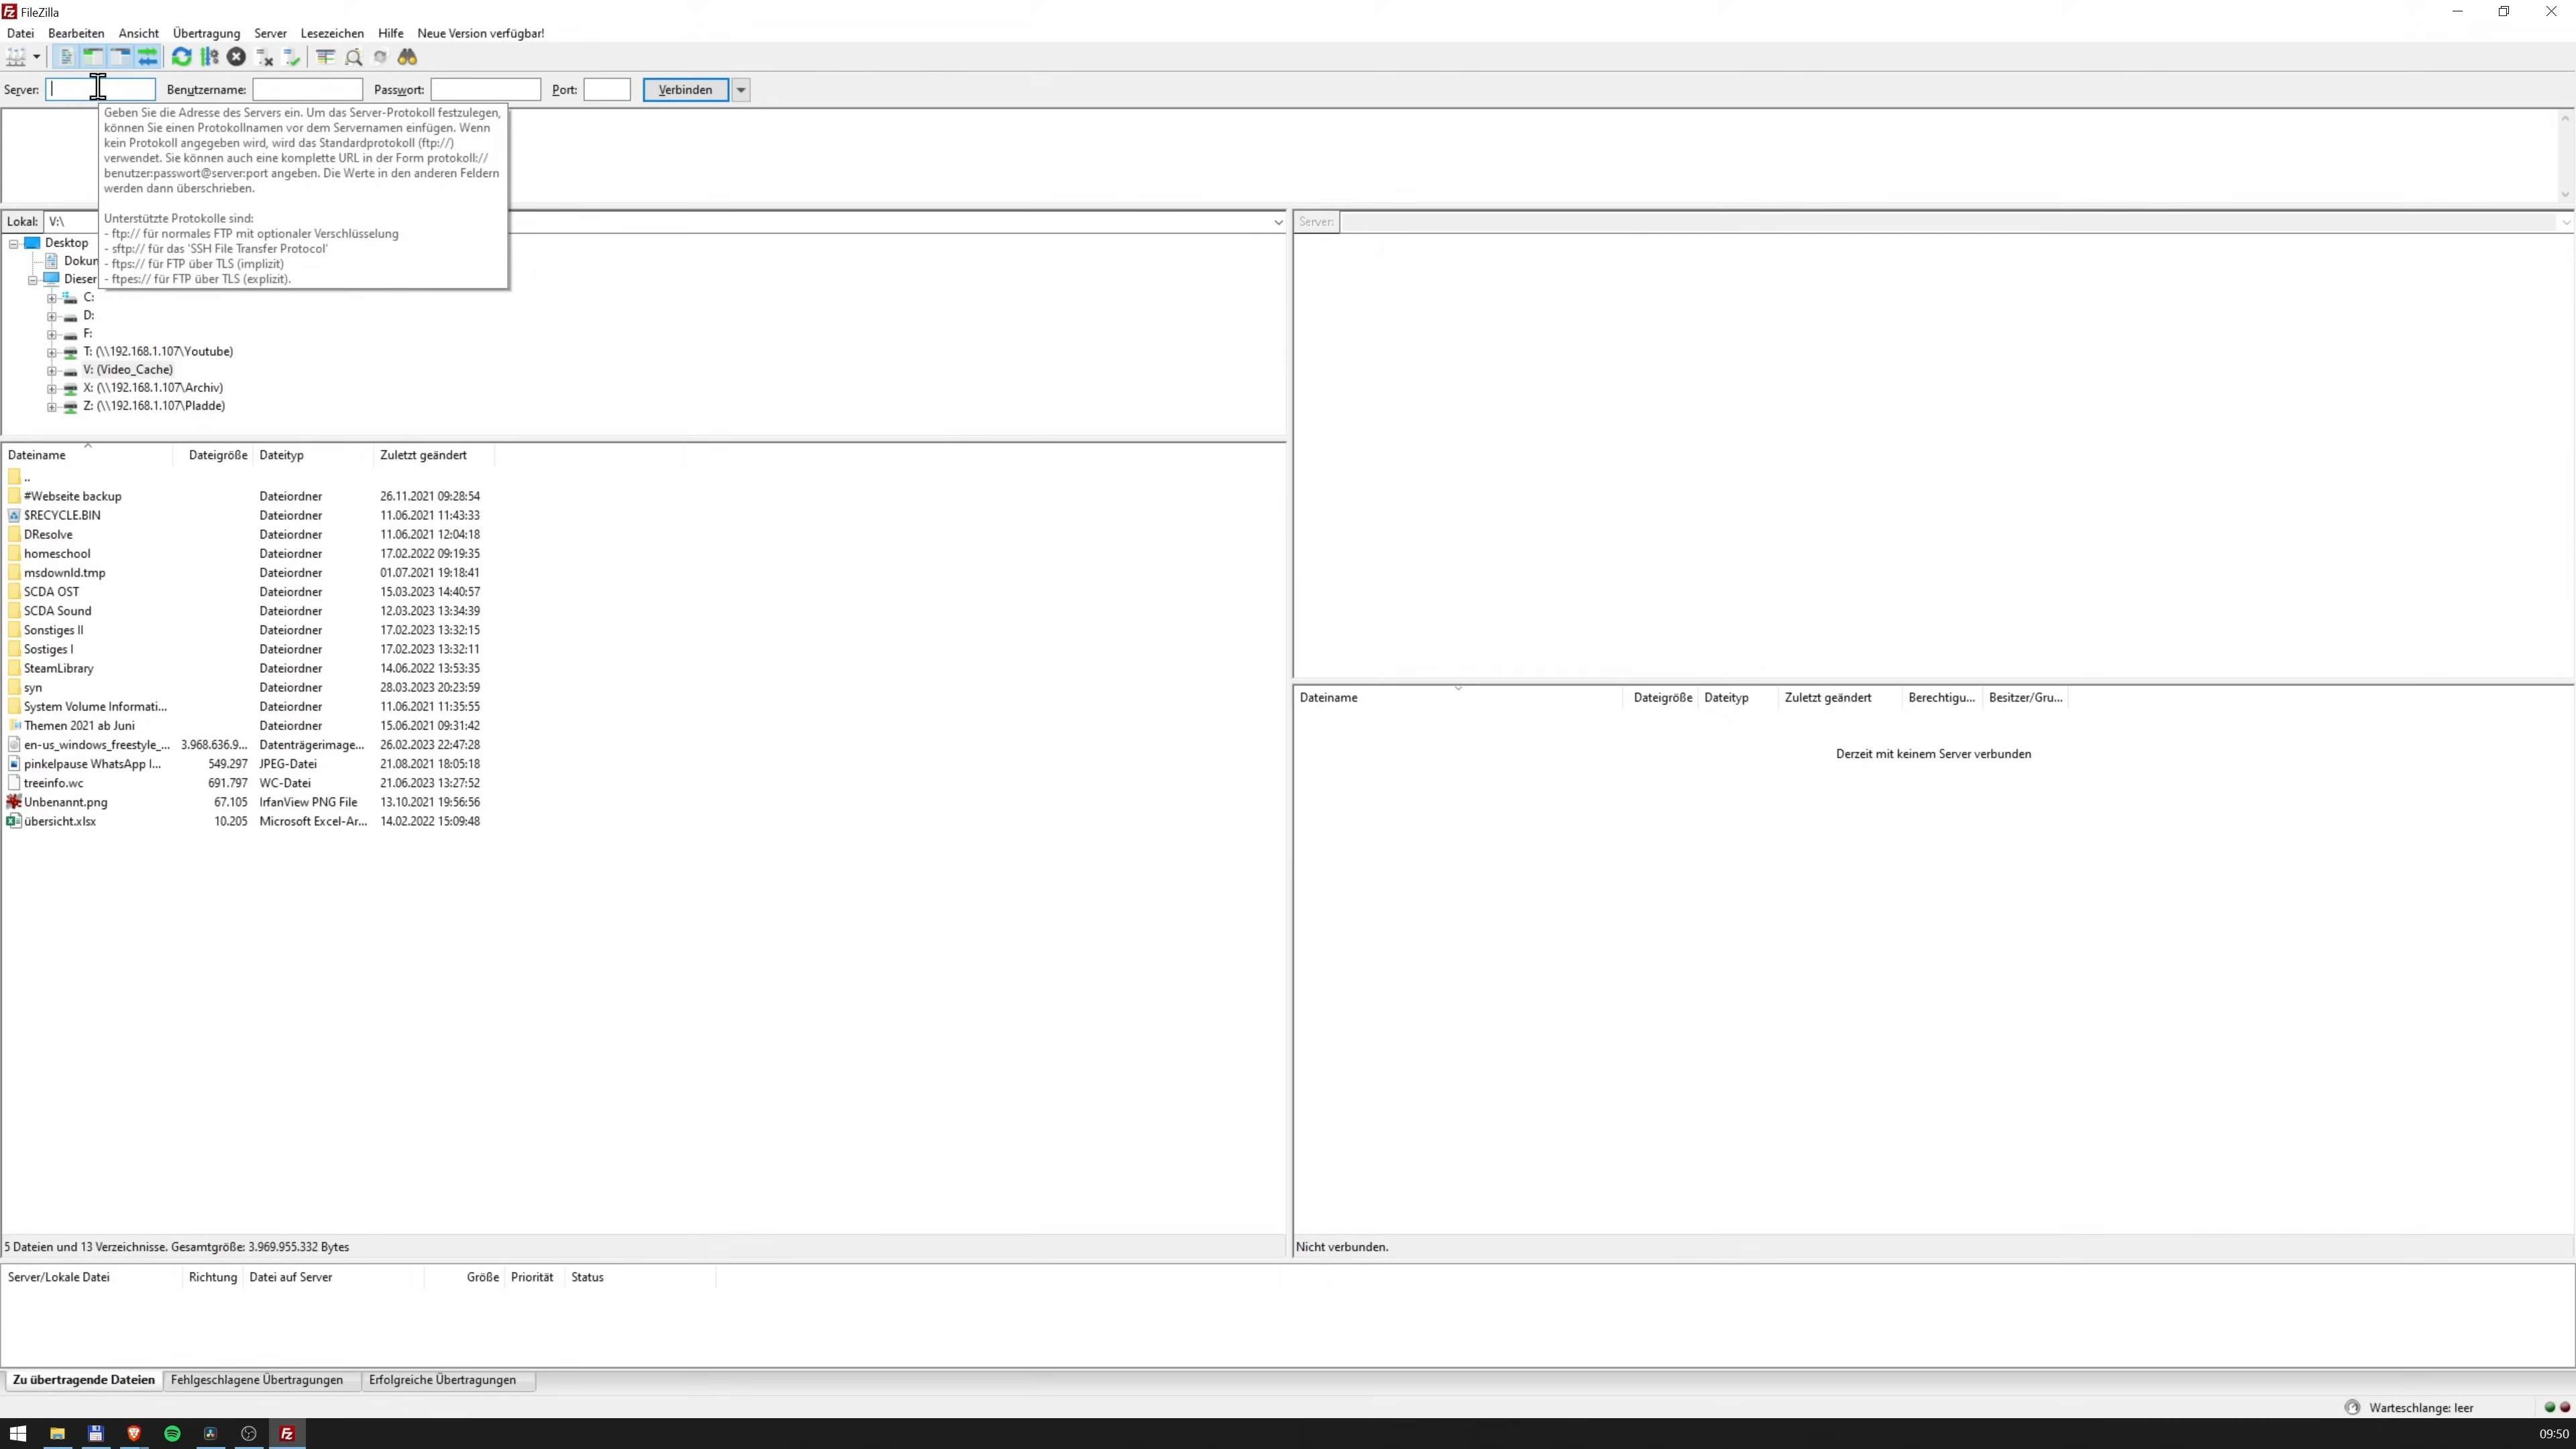 FileZilla
Datei Bearbeiten Ansicht Übertragung Server Lesezeichen Hilfe Neue Version verfügbar!
Server: Benutzername: Passwort: Port: Verbinden
Geben Sie die Adresse des Servers ein. Um das Server-Protokoll festzulegen,
können Sie einen Protokollnamen vor dem Servernamen einfügen. Wenn
kein Protokoll angegeben wird, wird das Standardprotokoll (ftp://)
verwendet. Sie können auch eine komplette URL in der Form protokoll://
benutzer:passwort@server:port angeben. Die Werte in den anderen Feldern
werden dann überschrieben.
Unterstützte Protokolle sind:
- ftp:// für normales FTP mit optionaler Verschlüsselung
- sftp:// für das 'SSH File Transfer Protocol'
- ftps:// für FTP über TLS (implizit)
- ftpes:// für FTP über TLS (explizit).
Lokal: V:\
Desktop
Dokun
Dieser
C:
D:
F:
T: (\\192.168.1.107\Youtube)
V: (Video_Cache)
X: (\\192.168.1.107\Archiv)
Z: (\\192.168.1.107\Pladde)
Server:
Dateiname Dateigröße Dateityp Zuletzt geändert
..
#Webseite backup Dateiordner 26.11.2021 09:28:54
$RECYCLE.BIN Dateiordner 11.06.2021 11:43:33
DResolve Dateiordner 11.06.2021 12:04:18
homeschool Dateiordner 17.02.2022 09:19:35
msdownld.tmp Dateiordner 01.07.2021 19:18:41
SCDA OST Dateiordner 15.03.2023 14:40:57
SCDA Sound Dateiordner 12.03.2023 13:34:39
Sonstiges II Dateiordner 17.02.2023 13:32:15
Sostiges I Dateiordner 17.02.2023 13:32:11
SteamLibrary Dateiordner 14.06.2022 13:53:35
syn Dateiordner 28.03.2023 20:23:59
System Volume Informati... Dateiordner 11.06.2021 11:35:55
Themen 2021 ab Juni Dateiordner 15.06.2021 09:31:42
en-us_windows_freestyle_... 3.968.636.9... Datenträgerimage... 26.02.2023 22:47:28
pinkelpause WhatsApp I... 549.297 JPEG-Datei 21.08.2021 18:05:18
treeinfo.wc 691.797 WC-Datei 21.06.2023 13:27:52
Unbenannt.png 67.105 IrfanView PNG File 13.10.2021 19:56:56
übersicht.xlsx 10.205 Microsoft Excel-Ar... 14.02.2022 15:09:48
5 Dateien und 13 Verzeichnisse. Gesamtgröße: 3.969.955.332 Bytes
Dateiname Dateigröße Dateityp Zuletzt geändert Berechtigu... Besitzer/Gru...
Derzeit mit keinem Server verbunden
Nicht verbunden.
Server/Lokale Datei Richtung Datei auf Server Größe Priorität Status
Zu übertragende Dateien Fehlgeschlagene Übertragungen Erfolgreiche Übertragungen
Warteschlange: leer
09:50